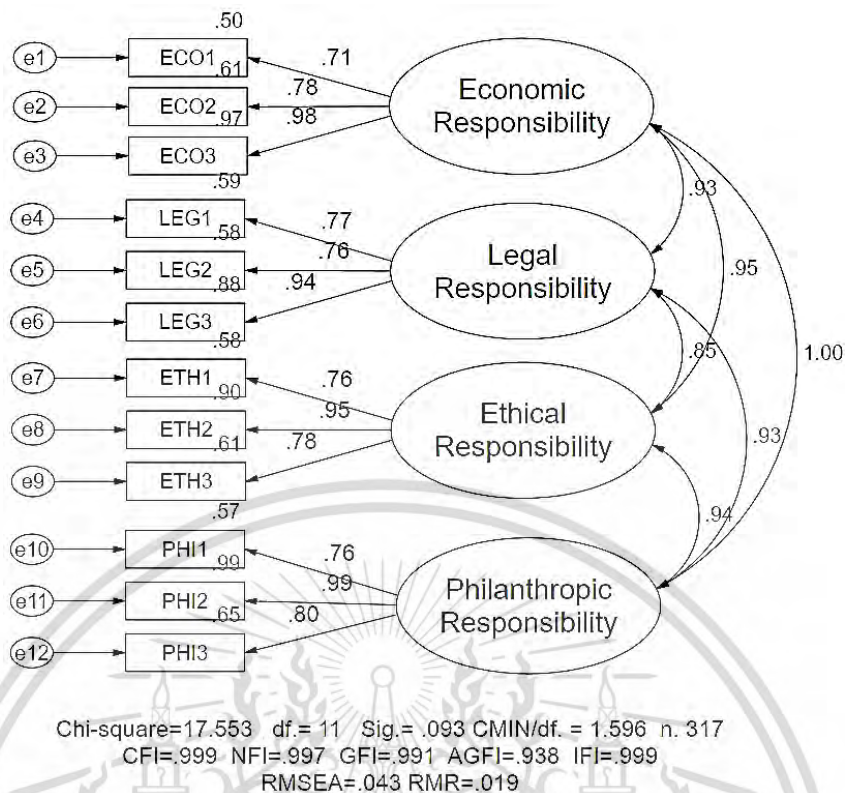 .50
e1 ECO1 .71
.61
e2 ECO2 .78
.97
e3 ECO3 .98
Economic
Responsibility
.59
e4 LEG1 .77
.58
e5 LEG2 .76
.88
e6 LEG3 .94
Legal
Responsibility
.58
e7 ETH1 .76
.90
e8 ETH2 .95
.61
e9 ETH3 .78
Ethical
Responsibility
.57
e10 PHI1 .76
.99
e11 PHI2 .99
.65
e12 PHI3 .80
Philanthropic
Responsibility
.93
.95
.85
1.00
.93
.94
Chi-square=17.553 df.= 11 Sig.= .093 CMIN/df. = 1.596 n. 317
CFI=.999 NFI=.997 GFI=.991 AGFI=.938 IFI=.999
RMSEA=.043 RMR=.019